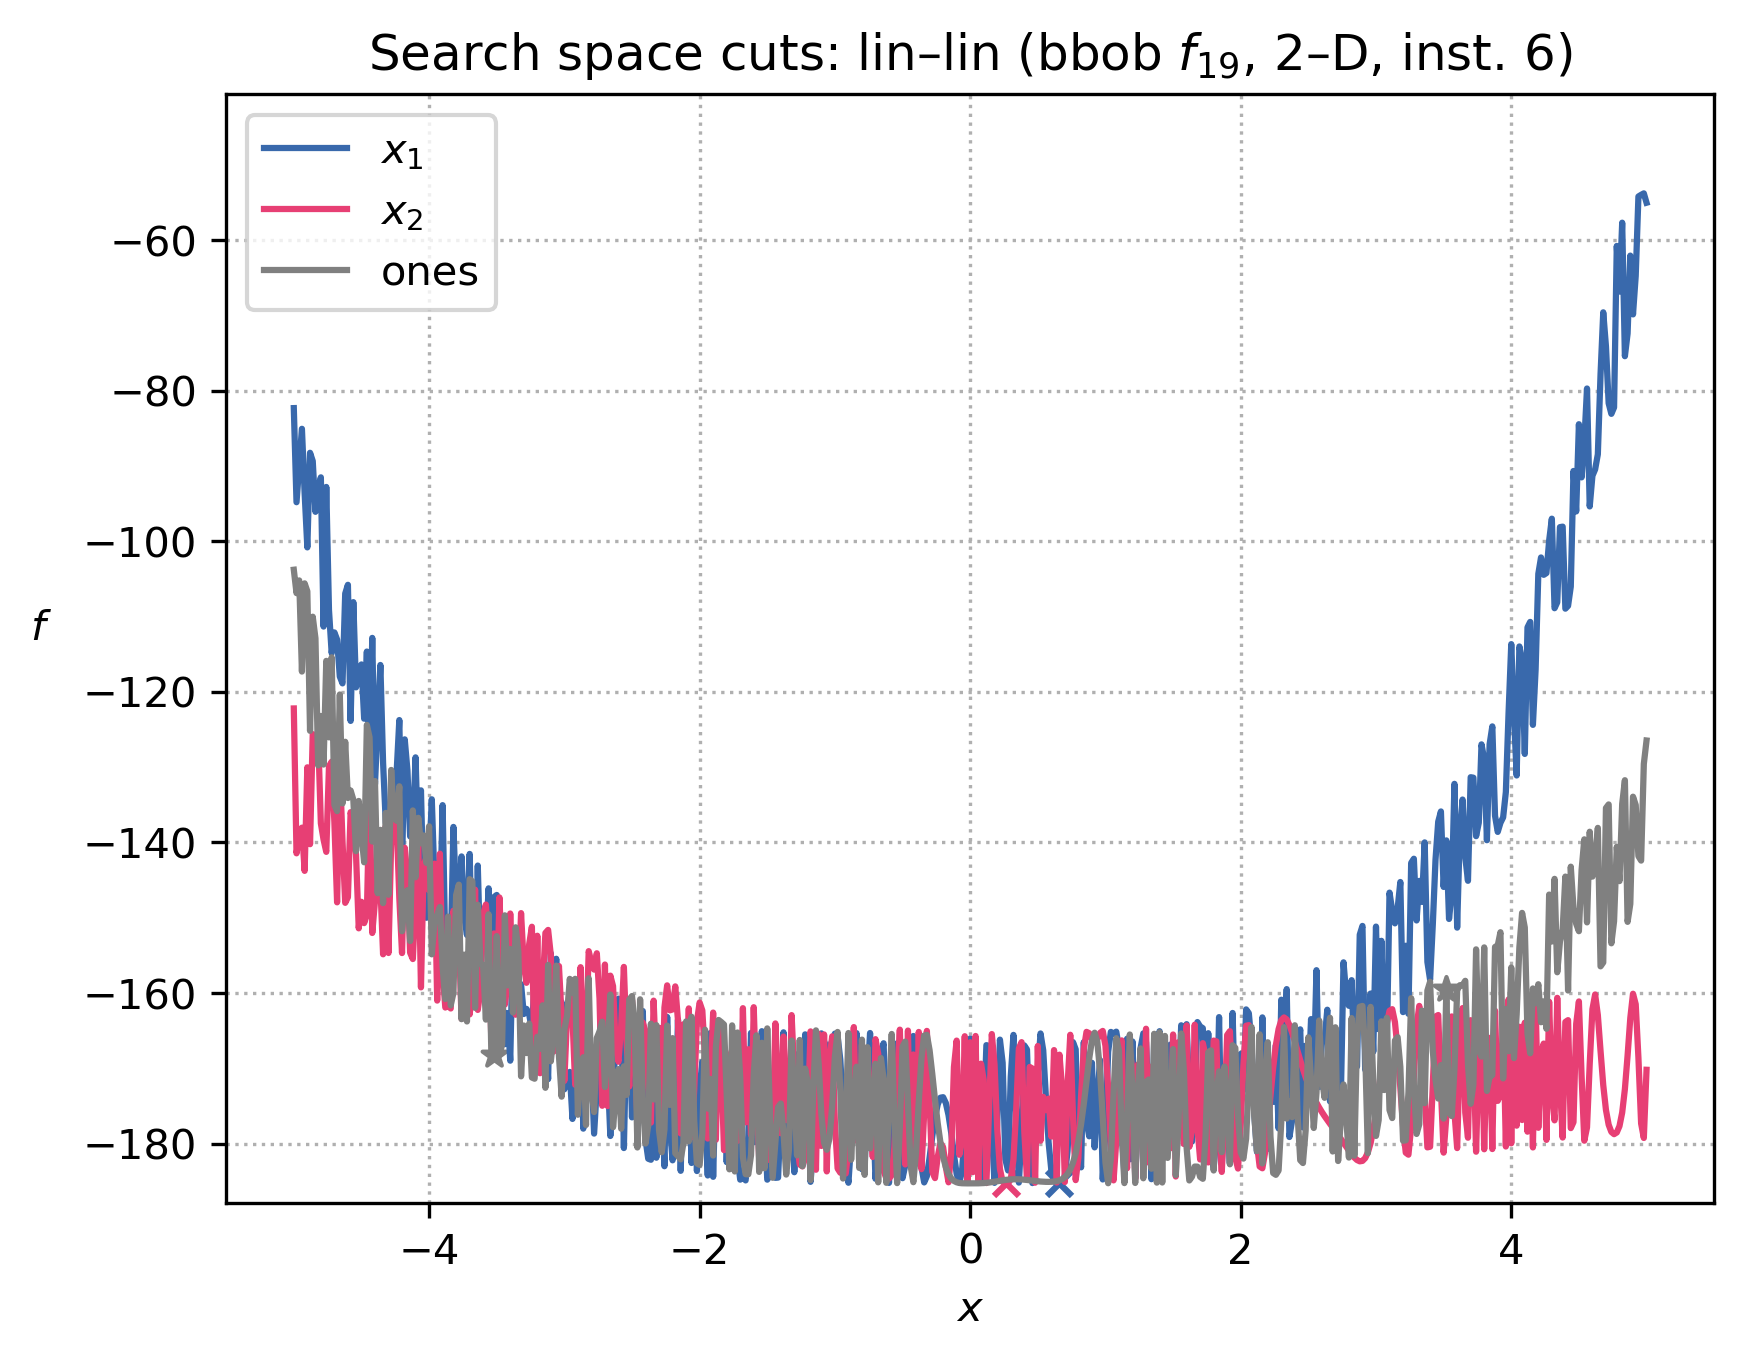 Search space cuts: lin–lin (bbob f₁₉, 2–D, inst. 6)
x₁
x₂
ones
−60
−80
−100
−120
−140
−160
−180
f
−4 −2 0 2 4
x